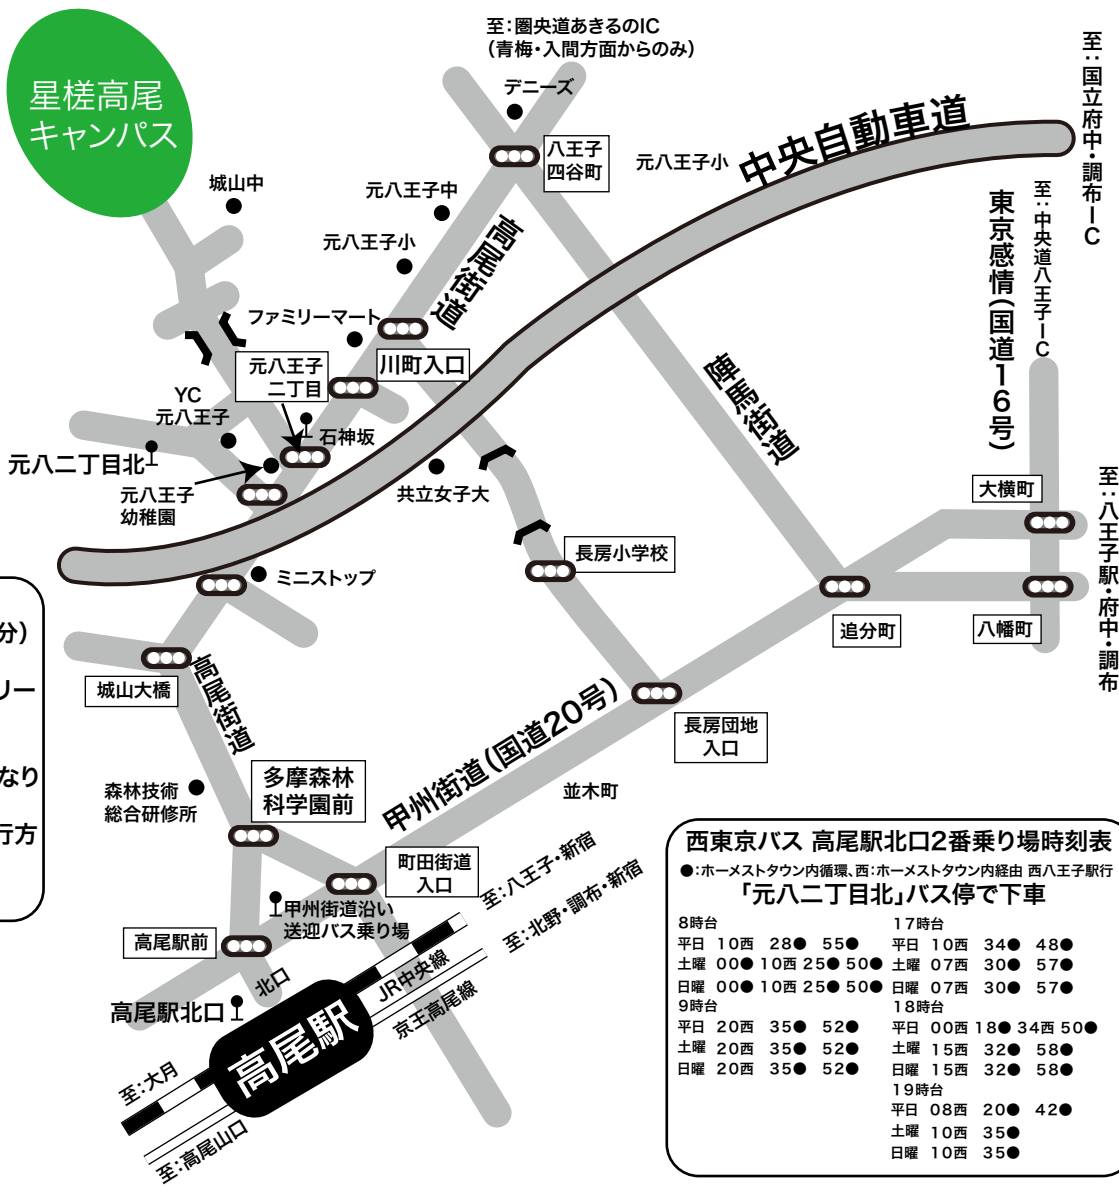 至：圏央道あきるのIC
（青梅・入間方面からのみ）
デニーズ
星槎高尾
キャンパス
八王子
四谷町
元八王子小
中央自動車道
至：国立府中・調布IC
至：中央道八王子IC
東京感情（国道16号）
城山中
元八王子中
元八王子小
高尾街道
ファミリーマート
川町入口
元八王子
二丁目
陣馬街道
YC
元八王子
石神坂
元八二丁目北
元八王子
幼稚園
共立女子大
大横町
至：八王子駅・府中・調布
長房小学校
ミニストップ
追分町
八幡町
分）
リー
なり
行方
城山大橋
高尾街道
甲州街道（国道20号）
長房団地
入口
森林技術
総合研修所
多摩森林
科学園前
並木町
町田街道
入口
至：八王子・新宿
至：北野・調布・新宿
甲州街道沿い
送迎バス乗り場
高尾駅前
北口
JR中央線
京王高尾線
高尾駅北口
高尾駅
至：大月
至：高尾山口
西東京バス 高尾駅北口2番乗り場時刻表
●：ホーメストタウン内循環、西：ホーメストタウン内経由 西八王子駅行
「元八二丁目北」バス停で下車
8時台
平日 10西 28● 55●
土曜 00● 10西 25● 50●
日曜 00● 10西 25● 50●
9時台
平日 20西 35● 52●
土曜 20西 35● 52●
日曜 20西 35● 52●
17時台
平日 10西 34● 48●
土曜 07西 30● 57●
日曜 07西 30● 57●
18時台
平日 00西 18● 34西 50●
土曜 15西 32● 58●
日曜 15西 32● 58●
19時台
平日 08西 20● 42●
土曜 10西 35●
日曜 10西 35●